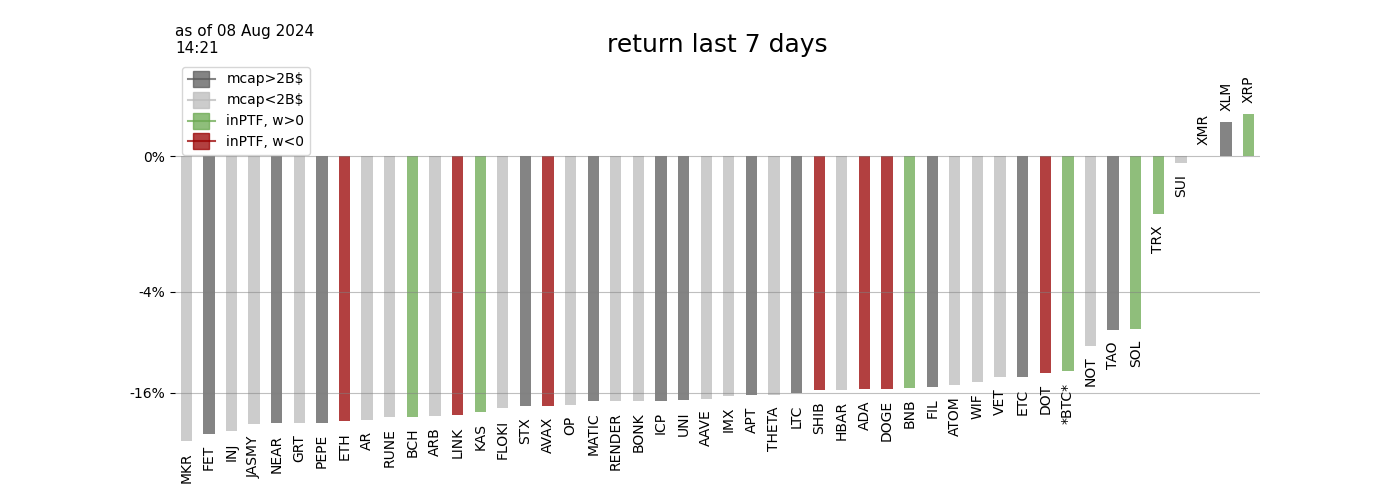 as of 08 Aug 2024
14:21
return last 7 days
mcap>2B$
mcap<2B$
inPTF, w>0
inPTF, w<0
0%
-4%
-16%
MKR
FET
INJ
JASMY
NEAR
GRT
PEPE
ETH
AR
RUNE
BCH
ARB
LINK
KAS
FLOKI
STX
AVAX
OP
MATIC
RENDER
BONK
ICP
UNI
AAVE
IMX
APT
THETA
LTC
SHIB
HBAR
ADA
DOGE
BNB
FIL
ATOM
WIF
VET
ETC
DOT
*BTC*
NOT
TAO
SOL
TRX
SUI
XMR
XLM
XRP